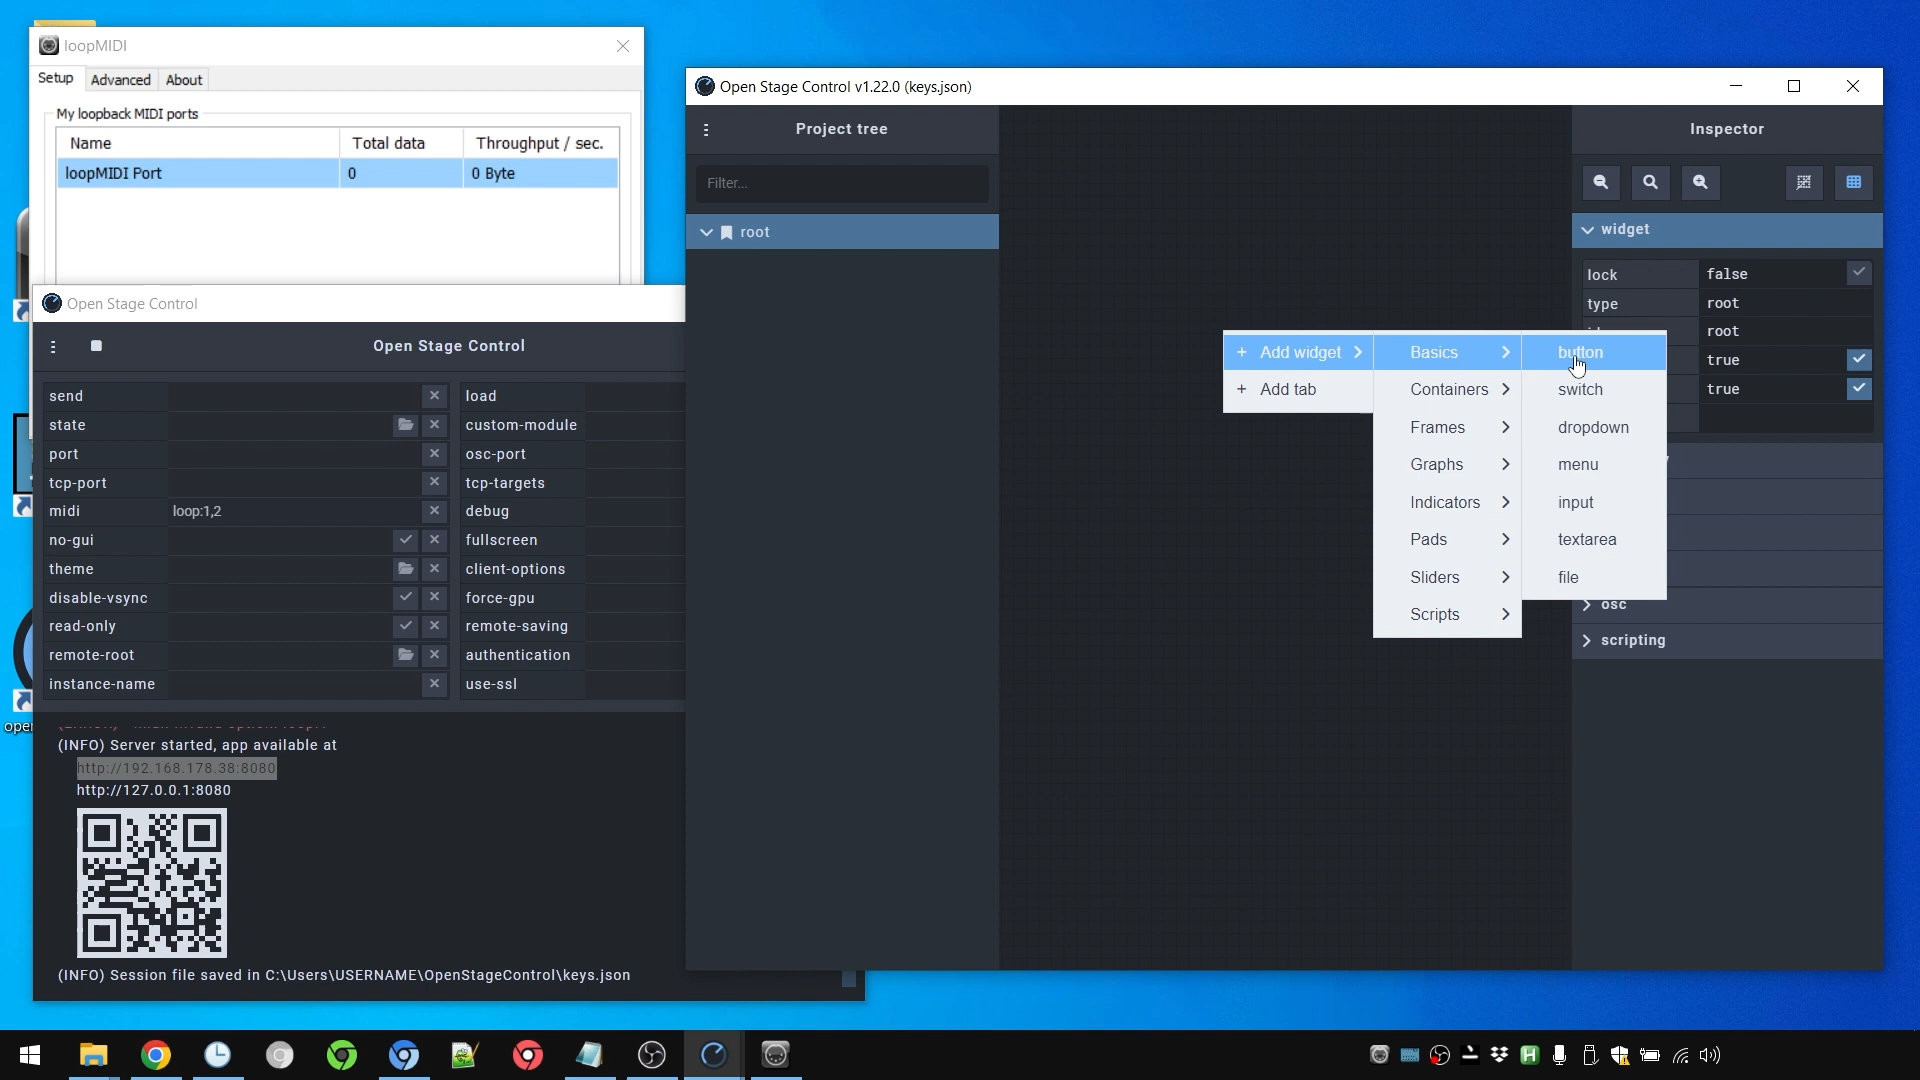 loopMIDI
Setup
Advanced
About
My loopback MIDI ports
Name
Total data
Throughput / sec.
loopMIDI Port
0
0 Byte
Open Stage Control
Open Stage Control
send
state
port
tcp-port
midi
loop:1,2
no-gui
theme
disable-vsync
read-only
remote-root
instance-name
load
custom-module
osc-port
tcp-targets
debug
fullscreen
client-options
force-gpu
remote-saving
authentication
use-ssl
(INFO) Server started, app available at
http://192.168.178.38:8080
http://127.0.0.1:8080
(INFO) Session file saved in C:\Users\USERNAME\OpenStageControl\keys.json
Open Stage Control v1.22.0 (keys.json)
Project tree
Filter...
root
+ Add widget
+ Add tab
Basics
Containers
Frames
Graphs
Indicators
Pads
Sliders
Scripts
button
switch
dropdown
menu
input
textarea
file
Inspector
widget
lock
false
type
root
root
true
true
osc
scripting